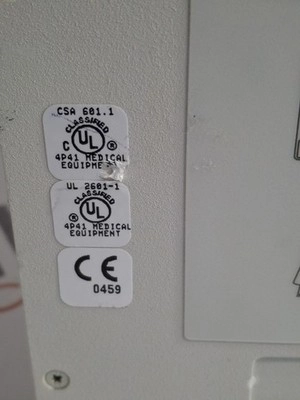 CSA 601.1
CLASSIFIED
C UL ®
4P41 MEDICAL
EQUIPMENT
UL 2601-1
CLASSIFIED
UL ®
4P41 MEDICAL
EQUIPMENT
CE
0459